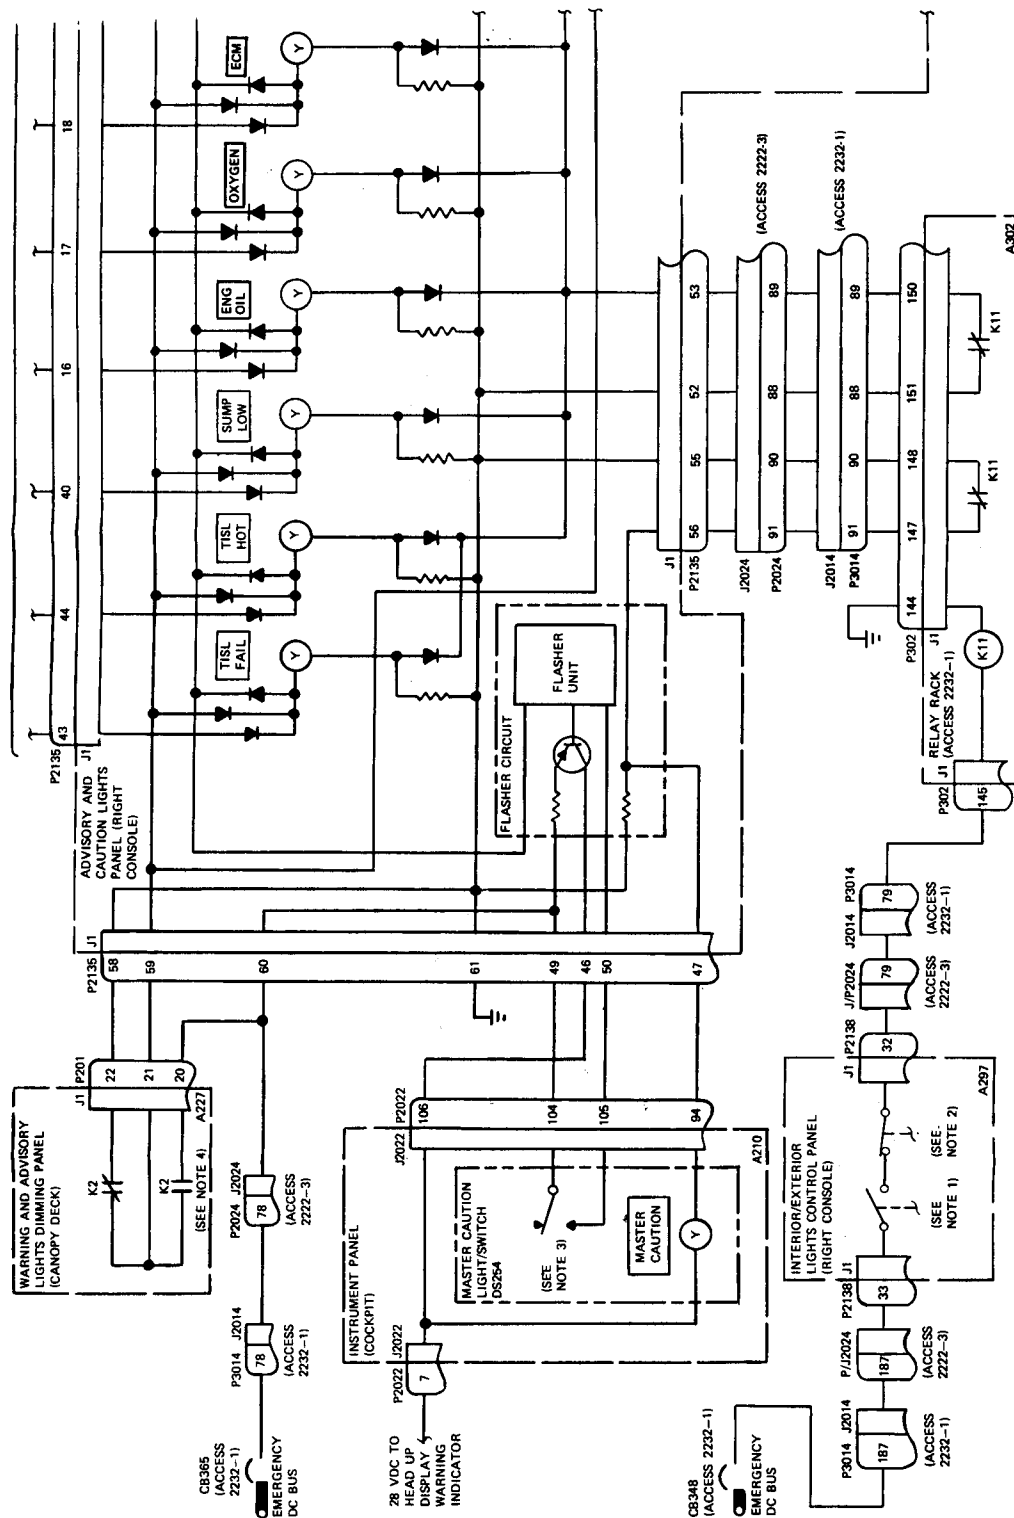 CB365
(ACCESS
2232-1)
EMERGENCY
DC BUS
P3014 J2014
78
(ACCESS
2232-1)
P2024 J2024
78
(ACCESS
2222-3)
WARNING AND ADVISORY
LIGHTS DIMMING PANEL
(CANOPY DECK)
K2
K2
(SEE NOTE 4)
A227
J1 P201
22
21
20
P2135 J1
58
59
60
61
49
46
50
47
ADVISORY AND
CAUTION LIGHTS
PANEL (RIGHT
CONSOLE)
P2135
J1
43
44
40
16
17
18
TISL
FAIL
Y
TISL
HOT
Y
SUMP
LOW
Y
ENG
OIL
Y
OXYGEN
Y
ECM
Y
FLASHER CIRCUIT
FLASHER
UNIT
28 VDC TO
HEAD UP
DISPLAY
WARNING
INDICATOR
P2022 J2022
7
INSTRUMENT PANEL
(COCKPIT)
MASTER CAUTION
LIGHT/SWITCH
DS254
(SEE
NOTE 3)
MASTER
CAUTION
Y
A210
J2022 P2022
106
104
105
94
J1
P2135
56
55
52
53
J2024
P2024
91
90
88
89
(ACCESS 2222-3)
J2014
P3014
91
90
88
89
(ACCESS 2232-1)
P302
J1
144
147
148
151
150
K11
K11
A302
RELAY RACK
(ACCESS 2232-1)
K11
P302 J1
145
CB348
(ACCESS 2232-1)
EMERGENCY
DC BUS
P3014 J2014
187
(ACCESS
2232-1)
P/J2024
187
(ACCESS
2222-3)
P2138 J1
33
INTERIOR/EXTERIOR
LIGHTS CONTROL PANEL
(RIGHT CONSOLE)
(SEE
NOTE 1)
(SEE
NOTE 2)
A297
J1 P2138
32
J/P2024
79
(ACCESS
2222-3)
J2014 P3014
79
(ACCESS
2232-1)